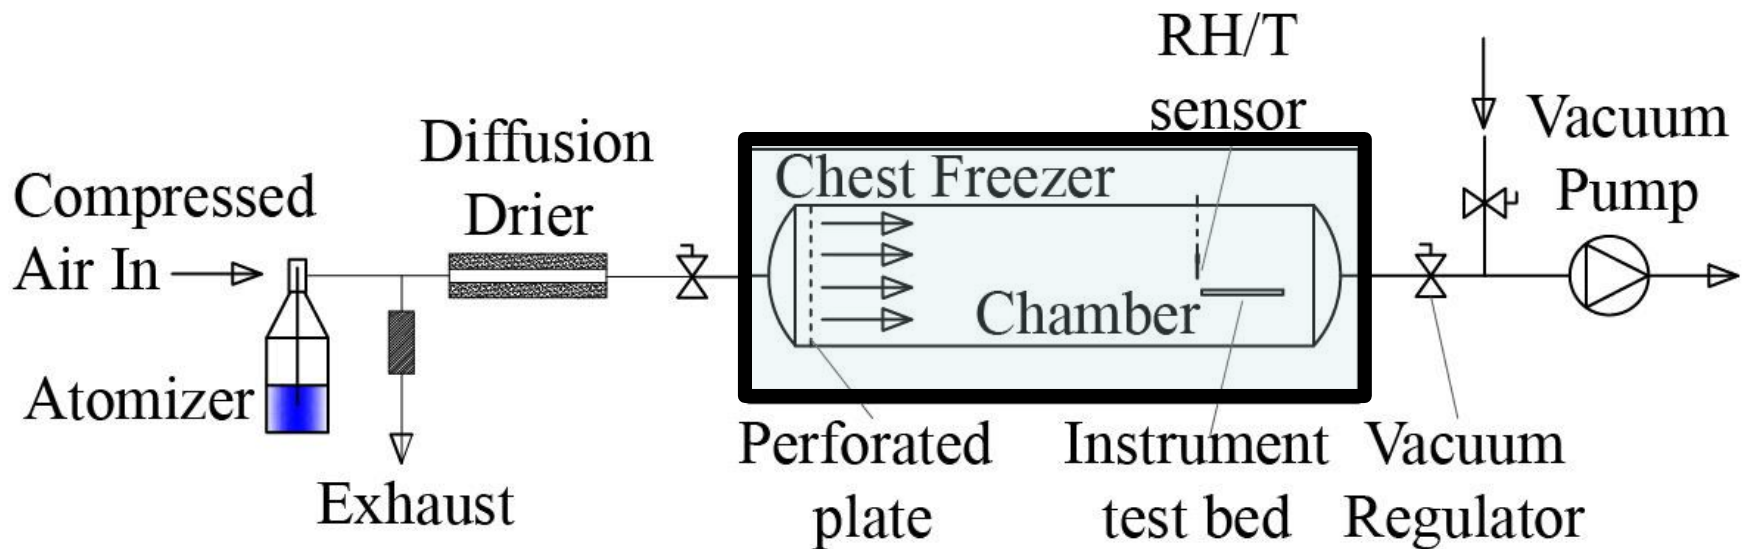 Compressed
Air In
Atomizer
Exhaust
Diffusion
Drier
Chest Freezer
Chamber
RH/T
sensor
Perforated
plate
Instrument
test bed
Vacuum
Regulator
Vacuum
Pump